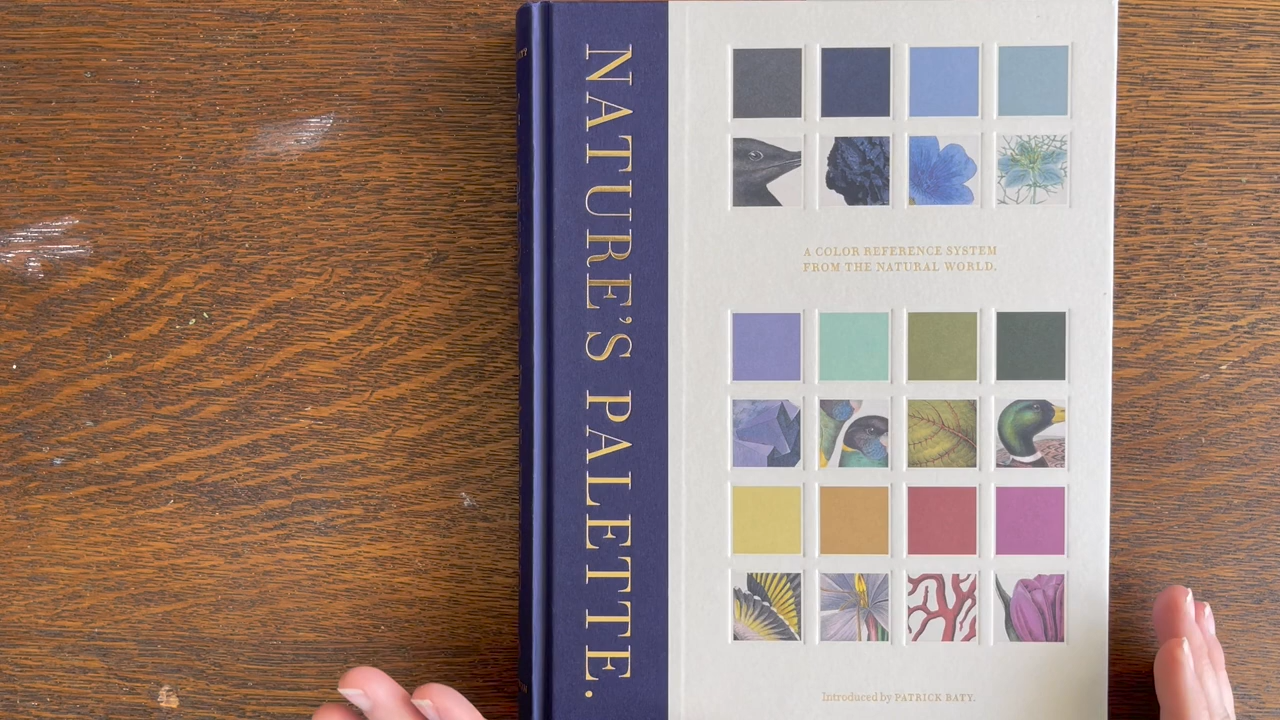 NATURE'S PALETTE.
A COLOR REFERENCE SYSTEM
FROM THE NATURAL WORLD.
Introduced by PATRICK BATY.